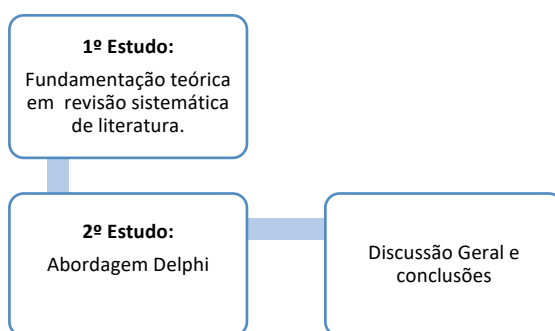 1º Estudo:
Fundamentação teórica
em revisão sistemática
de literatura.
2º Estudo:
Abordagem Delphi
Discussão Geral e
conclusões